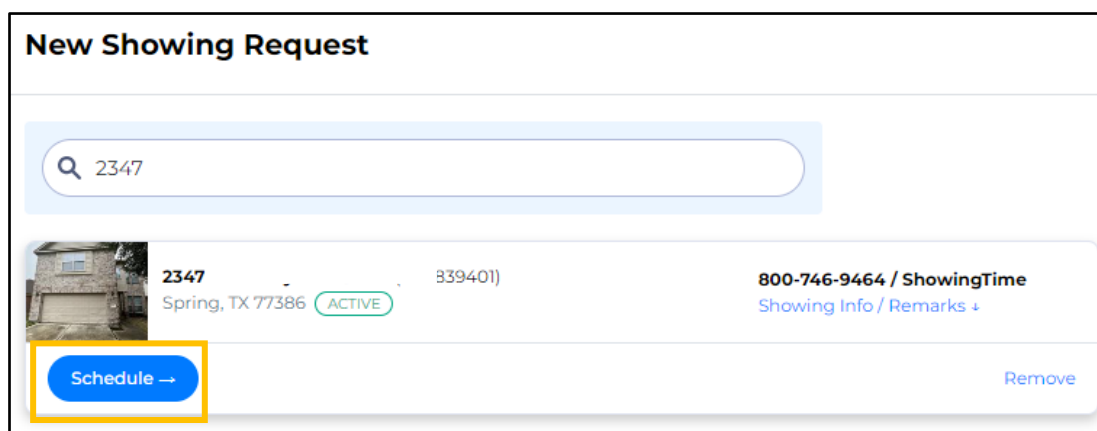 New Showing Request
2347
2347 839401)
Spring, TX 77386 ACTIVE
800-746-9464 / ShowingTime
Showing Info / Remarks ↓
Schedule →
Remove